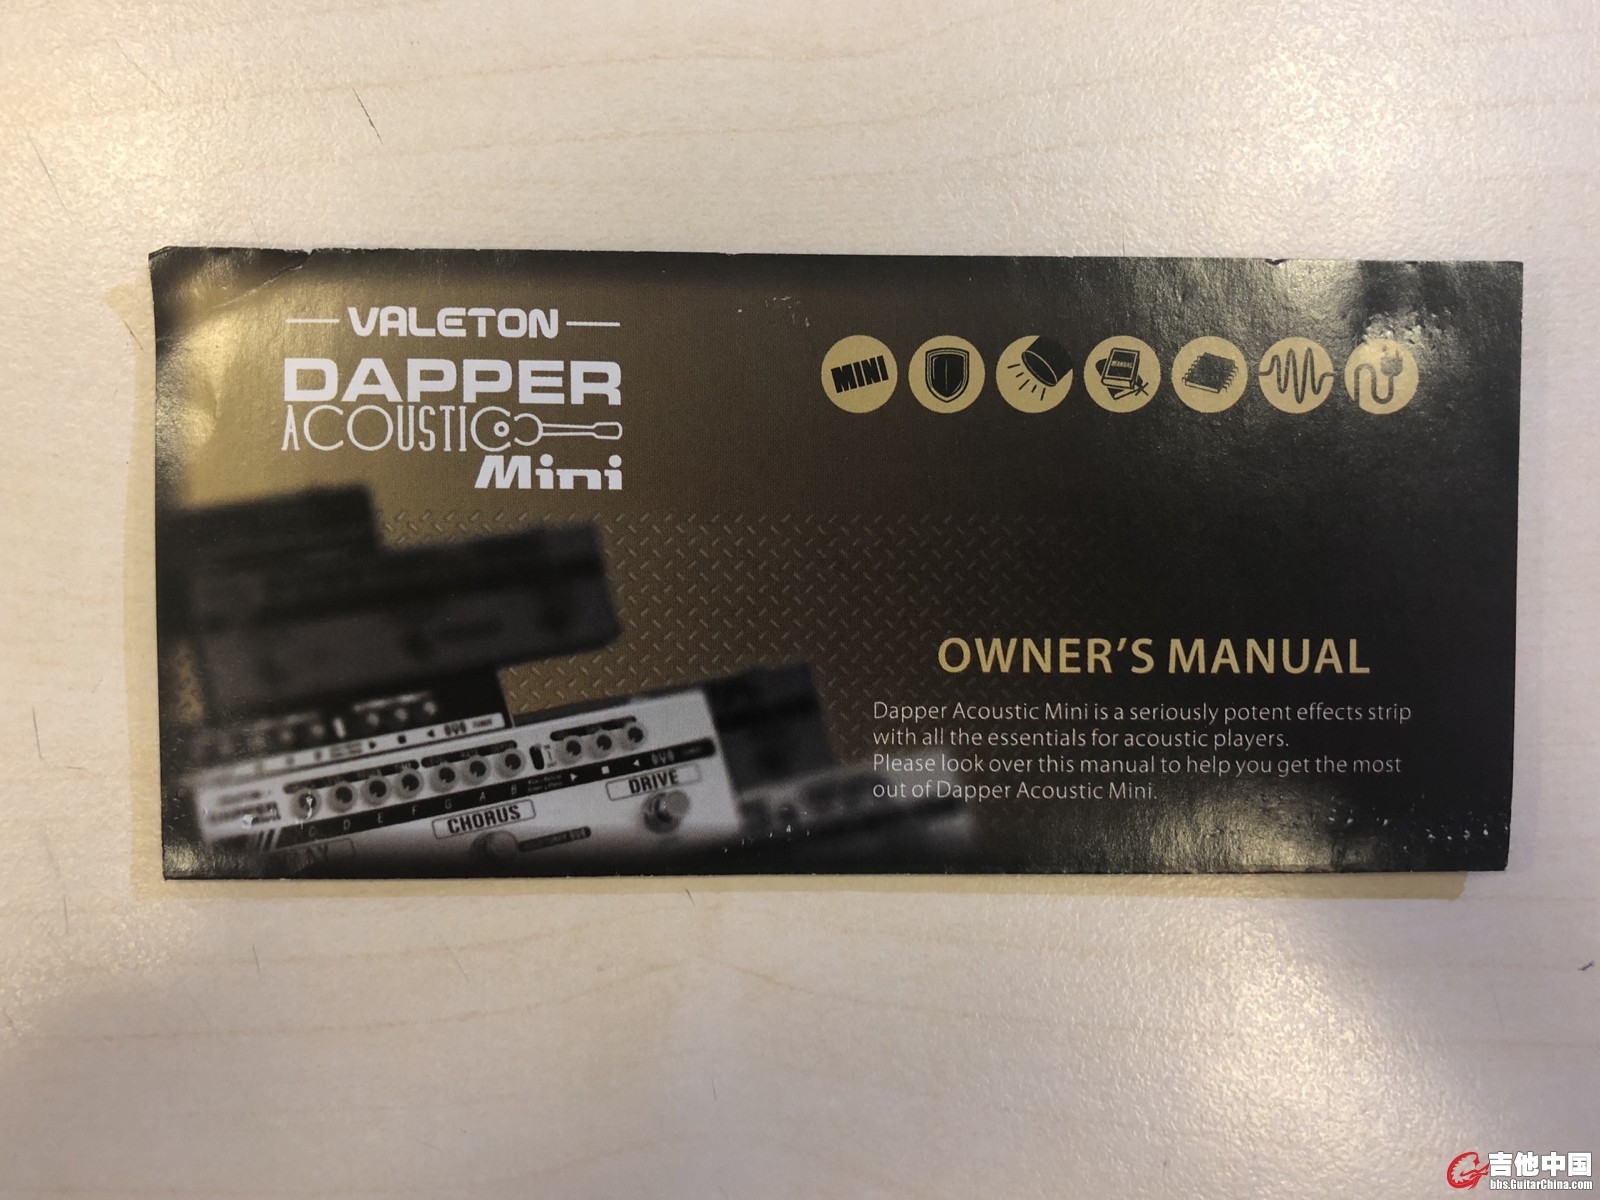 VALETON
DAPPER
ACOUSTIC
Mini
MINI
MANUAL
OWNER'S MANUAL
Dapper Acoustic Mini is a seriously potent effects strip
with all the essentials for acoustic players.
Please look over this manual to help you get the most
out of Dapper Acoustic Mini.
C D E F G A B
CHORUS
DRIVE
吉他中国
bbs.GuitarChina.com